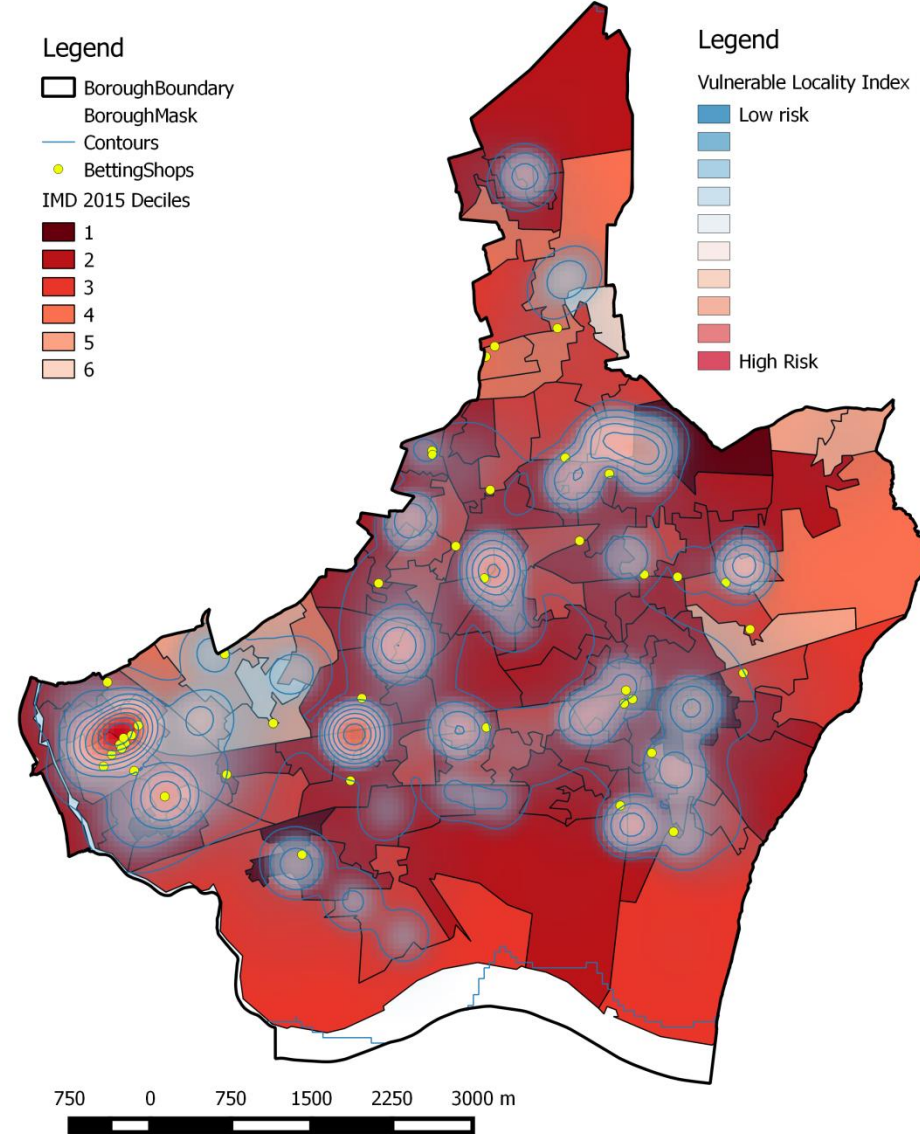 Legend
BoroughBoundary
BoroughMask
Contours
BettingShops
IMD 2015 Deciles
1
2
3
4
5
6
Legend
Vulnerable Locality Index
Low risk
High Risk
750 0 750 1500 2250 3000 m